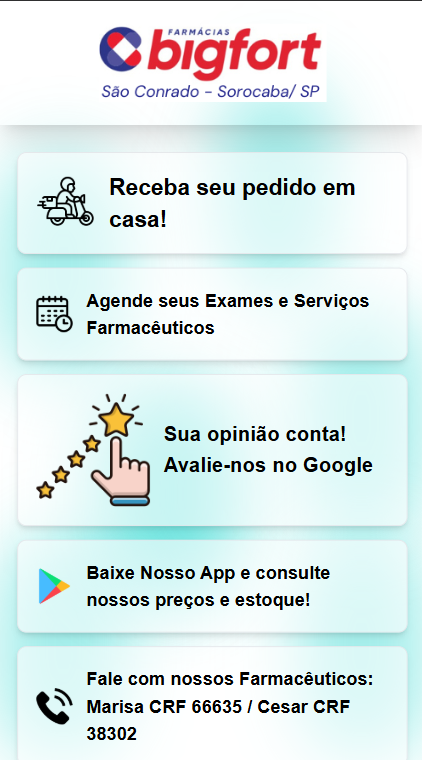 FARMÁCIAS
bigfort
São Conrado - Sorocaba/ SP
Receba seu pedido em
casa!
Agende seus Exames e Serviços
Farmacêuticos
Sua opinião conta!
Avalie-nos no Google
Baixe Nosso App e consulte
nossos preços e estoque!
Fale com nossos Farmacêuticos:
Marisa CRF 66635 / Cesar CRF
38302